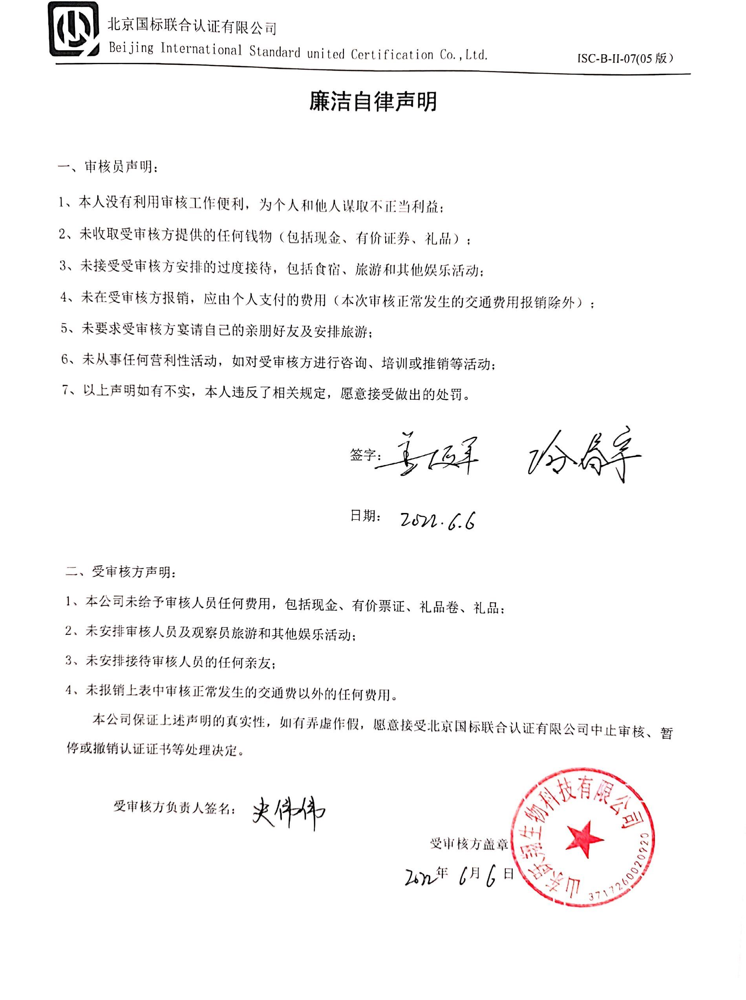 北京国标联合认证有限公司
Beijing International Standard united Certification Co.,Ltd.
ISC-B-II-07(05 版）
廉洁自律声明
一、审核员声明：
1、本人没有利用审核工作便利，为个人和他人谋取不正当利益；
2、未收取受审核方提供的任何钱物（包括现金、有价证券、礼品）；
3、未接受受审核方安排的过度接待，包括食宿、旅游和其他娱乐活动；
4、未在受审核方报销，应由个人支付的费用（本次审核正常发生的交通费用报销除外）；
5、未要求受审核方宴请自己的亲朋好友及安排旅游；
6、未从事任何营利性活动，如对受审核方进行咨询、培训或推销等活动；
7、以上声明如有不实，本人违反了相关规定，愿意接受做出的处罚。
签字：
日期： 2022.6.6
二、受审核方声明：
1、本公司未给予审核人员任何费用，包括现金、有价票证、礼品卷、礼品；
2、未安排审核人员及观察员旅游和其他娱乐活动；
3、未安排接待审核人员的任何亲友；
4、未报销上表中审核正常发生的交通费以外的任何费用。
本公司保证上述声明的真实性，如有弄虚作假，愿意接受北京国标联合认证有限公司中止审核、暂
停或撤销认证证书等处理决定。
受审核方负责人签名： 史伟伟
受审核方盖章
2022年 6月 6 日
山东跃翔生物科技有限公司
3717260020920